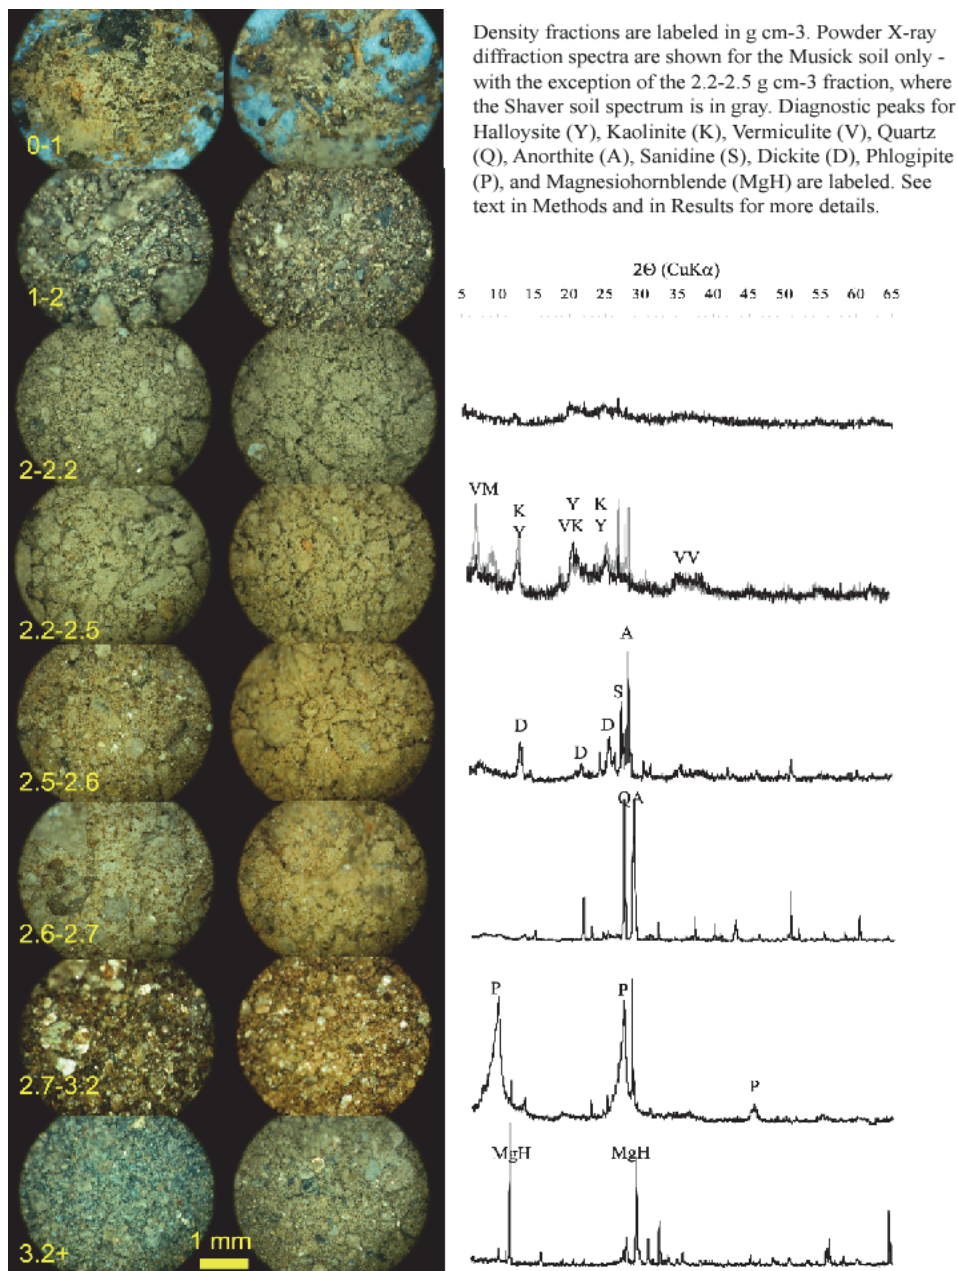 Density fractions are labeled in g cm-3. Powder X-ray
diffraction spectra are shown for the Musick soil only -
with the exception of the 2.2-2.5 g cm-3 fraction, where
the Shaver soil spectrum is in gray. Diagnostic peaks for
Halloysite (Y), Kaolinite (K), Vermiculite (V), Quartz
(Q), Anorthite (A), Sanidine (S), Dickite (D), Phlogipite
(P), and Magnesiohornblende (MgH) are labeled. See
text in Methods and in Results for more details.
0-1
1-2
2-2.2
2.2-2.5
2.5-2.6
2.6-2.7
2.7-3.2
3.2+
1 mm
2Θ (CuKα)
5 10 15 20 25 30 35 40 45 50 55 60 65
VM
K
Y
Y
VK
K
Y
VV
D
D
D
S
A
QA
P
P
P
MgH
MgH